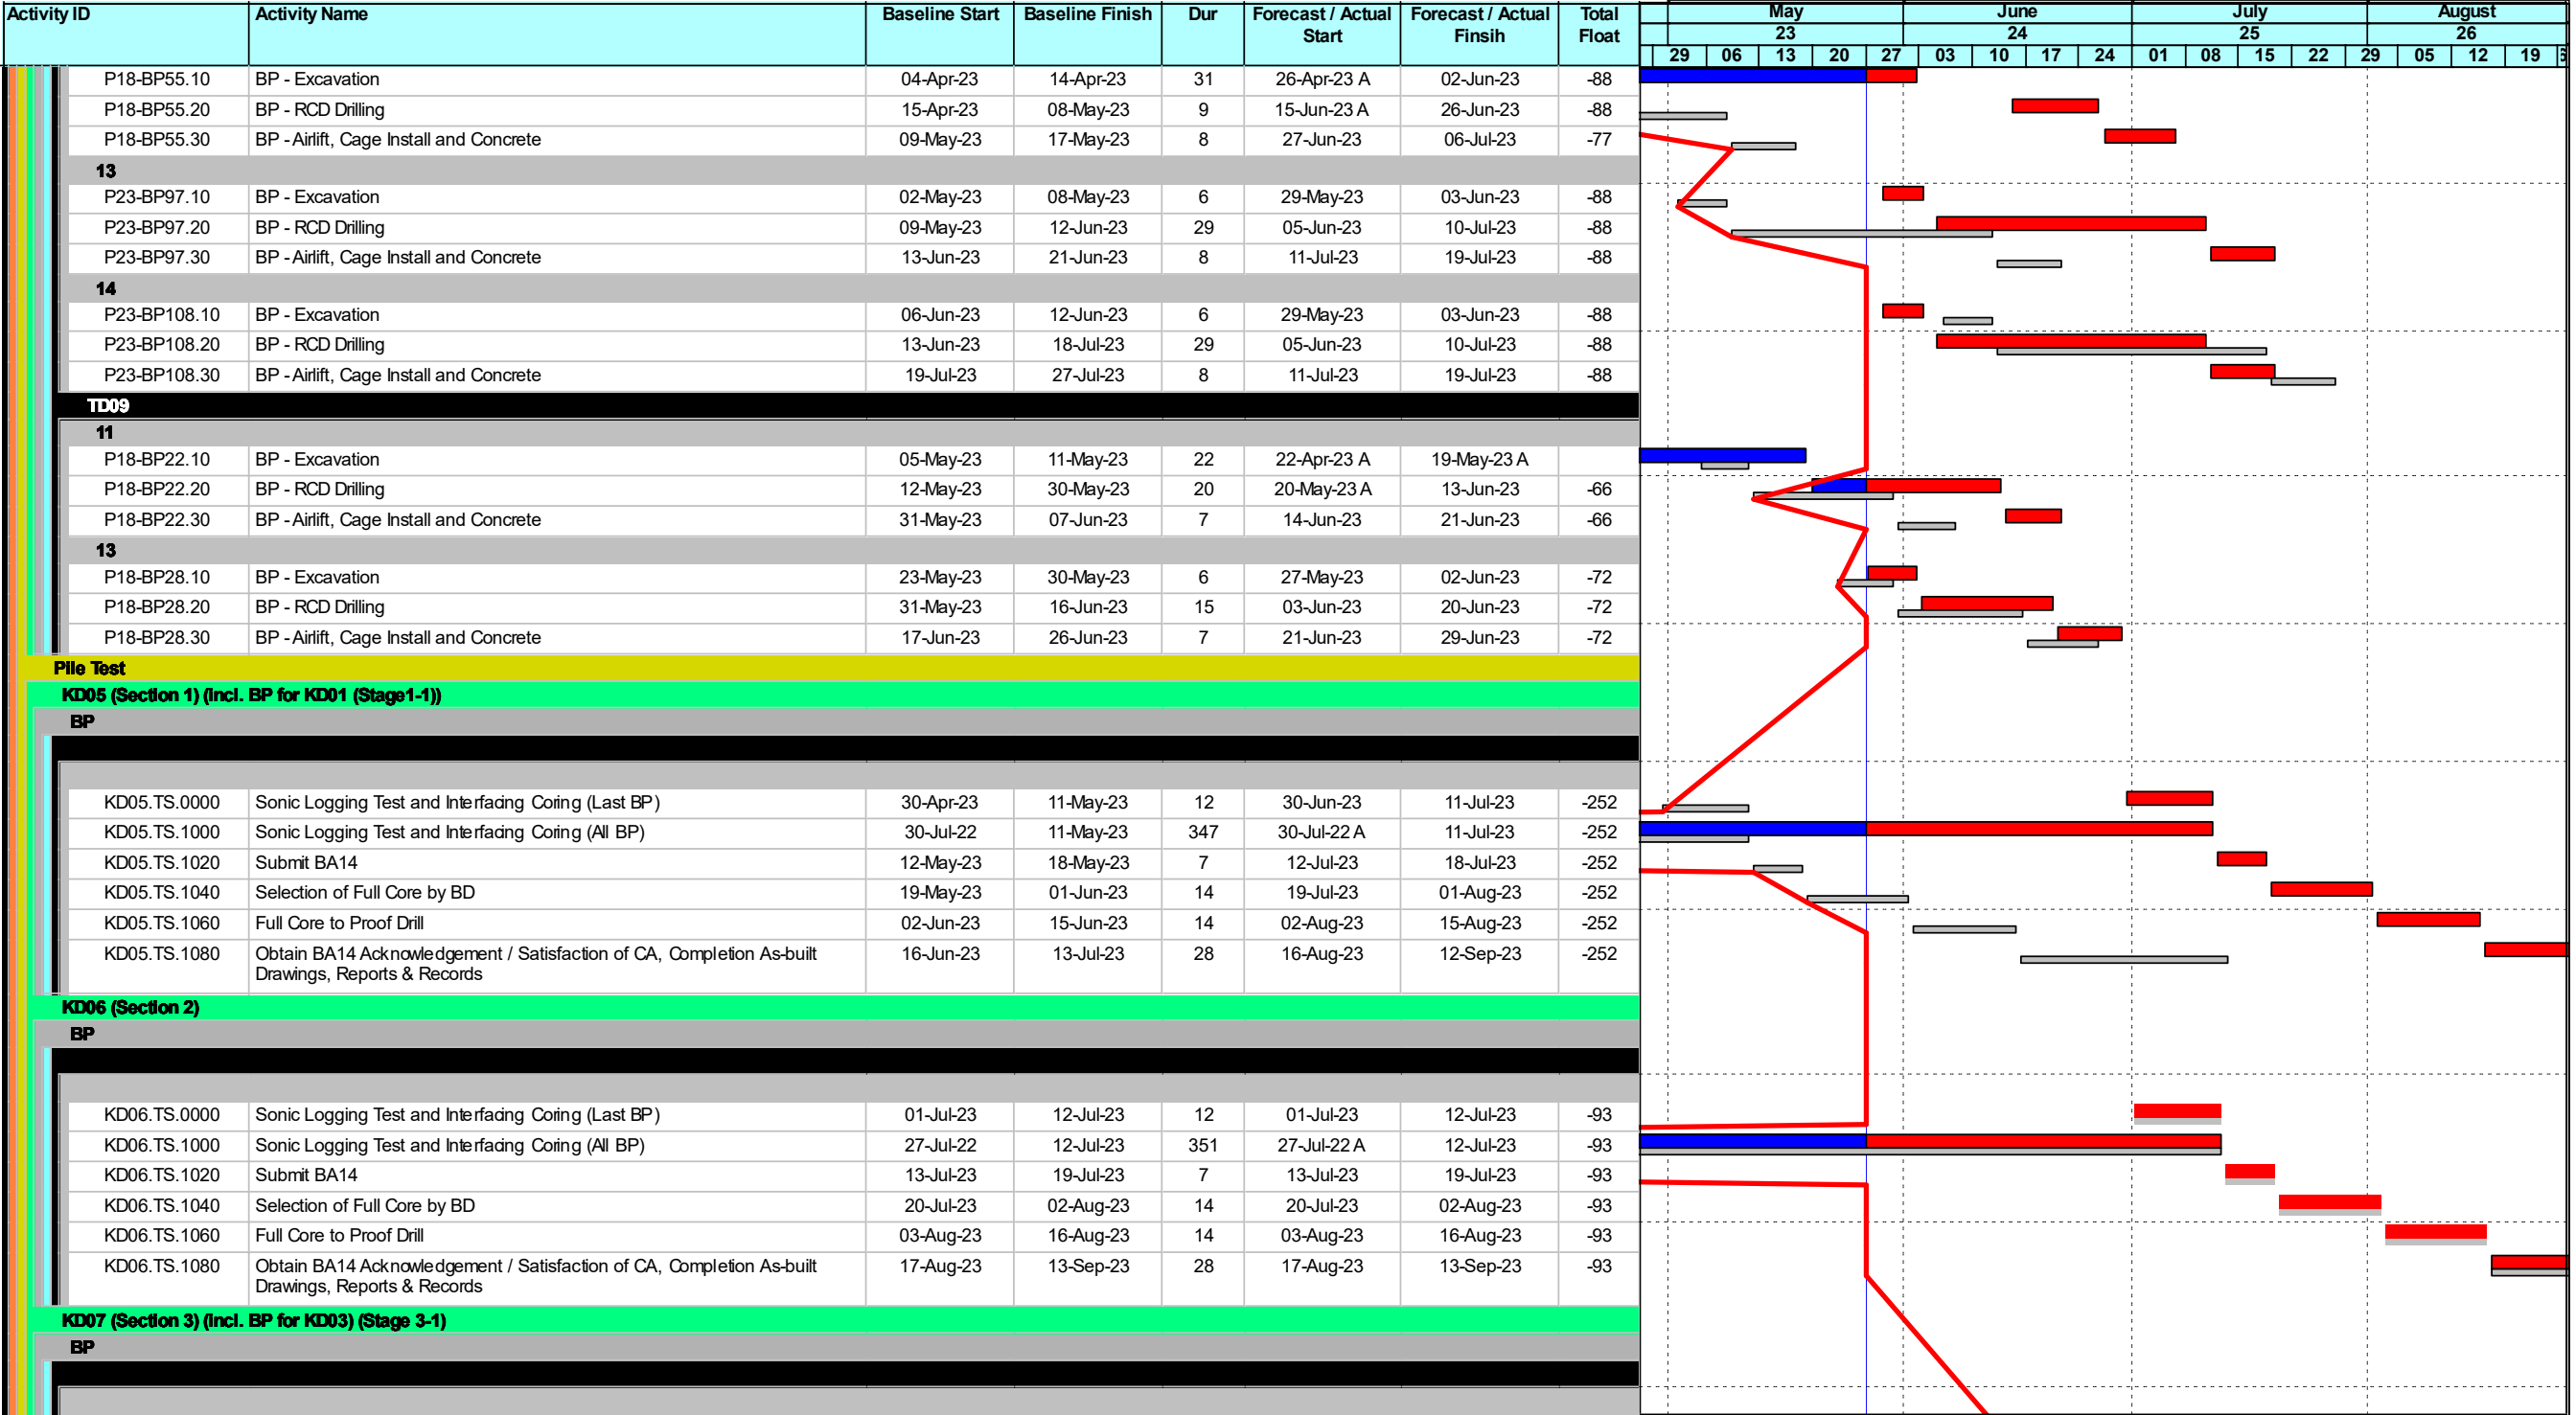 Activity ID Activity Name Baseline Start Baseline Finish Dur Forecast / Actual Start Forecast / Actual Finsih Total Float
May June July August
23 24 25 26
29 06 13 20 27 03 10 17 24 01 08 15 22 29 05 12 19
P18-BP55.10 BP - Excavation 04-Apr-23 14-Apr-23 31 26-Apr-23 A 02-Jun-23 -88
P18-BP55.20 BP - RCD Drilling 15-Apr-23 08-May-23 9 15-Jun-23 A 26-Jun-23 -88
P18-BP55.30 BP - Airlift, Cage Install and Concrete 09-May-23 17-May-23 8 27-Jun-23 06-Jul-23 -77
13
P23-BP97.10 BP - Excavation 02-May-23 08-May-23 6 29-May-23 03-Jun-23 -88
P23-BP97.20 BP - RCD Drilling 09-May-23 12-Jun-23 29 05-Jun-23 10-Jul-23 -88
P23-BP97.30 BP - Airlift, Cage Install and Concrete 13-Jun-23 21-Jun-23 8 11-Jul-23 19-Jul-23 -88
14
P23-BP108.10 BP - Excavation 06-Jun-23 12-Jun-23 6 29-May-23 03-Jun-23 -88
P23-BP108.20 BP - RCD Drilling 13-Jun-23 18-Jul-23 29 05-Jun-23 10-Jul-23 -88
P23-BP108.30 BP - Airlift, Cage Install and Concrete 19-Jul-23 27-Jul-23 8 11-Jul-23 19-Jul-23 -88
TD09
11
P18-BP22.10 BP - Excavation 05-May-23 11-May-23 22 22-Apr-23 A 19-May-23 A
P18-BP22.20 BP - RCD Drilling 12-May-23 30-May-23 20 20-May-23 A 13-Jun-23 -66
P18-BP22.30 BP - Airlift, Cage Install and Concrete 31-May-23 07-Jun-23 7 14-Jun-23 21-Jun-23 -66
13
P18-BP28.10 BP - Excavation 23-May-23 30-May-23 6 27-May-23 02-Jun-23 -72
P18-BP28.20 BP - RCD Drilling 31-May-23 16-Jun-23 15 03-Jun-23 20-Jun-23 -72
P18-BP28.30 BP - Airlift, Cage Install and Concrete 17-Jun-23 26-Jun-23 7 21-Jun-23 29-Jun-23 -72
Pile Test
KD05 (Section 1) (Incl. BP for KD01 (Stage1-1))
BP
KD05.TS.0000 Sonic Logging Test and Interfacing Coring (Last BP) 30-Apr-23 11-May-23 12 30-Jun-23 11-Jul-23 -252
KD05.TS.1000 Sonic Logging Test and Interfacing Coring (All BP) 30-Jul-22 11-May-23 347 30-Jul-22 A 11-Jul-23 -252
KD05.TS.1020 Submit BA14 12-May-23 18-May-23 7 12-Jul-23 18-Jul-23 -252
KD05.TS.1040 Selection of Full Core by BD 19-May-23 01-Jun-23 14 19-Jul-23 01-Aug-23 -252
KD05.TS.1060 Full Core to Proof Drill 02-Jun-23 15-Jun-23 14 02-Aug-23 15-Aug-23 -252
KD05.TS.1080 Obtain BA14 Acknowledgement / Satisfaction of CA, Completion As-built 16-Jun-23 13-Jul-23 28 16-Aug-23 12-Sep-23 -252
Drawings, Reports & Records
KD06 (Section 2)
BP
KD06.TS.0000 Sonic Logging Test and Interfacing Coring (Last BP) 01-Jul-23 12-Jul-23 12 01-Jul-23 12-Jul-23 -93
KD06.TS.1000 Sonic Logging Test and Interfacing Coring (All BP) 27-Jul-22 12-Jul-23 351 27-Jul-22 A 12-Jul-23 -93
KD06.TS.1020 Submit BA14 13-Jul-23 19-Jul-23 7 13-Jul-23 19-Jul-23 -93
KD06.TS.1040 Selection of Full Core by BD 20-Jul-23 02-Aug-23 14 20-Jul-23 02-Aug-23 -93
KD06.TS.1060 Full Core to Proof Drill 03-Aug-23 16-Aug-23 14 03-Aug-23 16-Aug-23 -93
KD06.TS.1080 Obtain BA14 Acknowledgement / Satisfaction of CA, Completion As-built 17-Aug-23 13-Sep-23 28 17-Aug-23 13-Sep-23 -93
Drawings, Reports & Records
KD07 (Section 3) (Incl. BP for KD03) (Stage 3-1)
BP